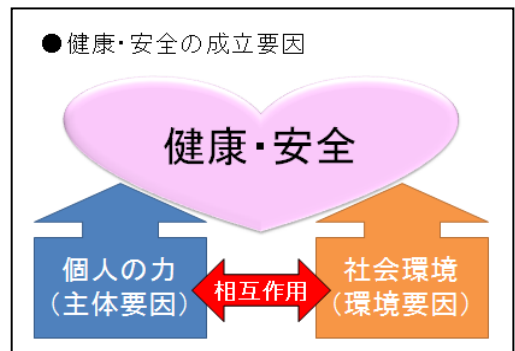 ●健康･安全の成立要因
健康･安全
個人の力
（主体要因）
相互作用
社会環境
（環境要因）